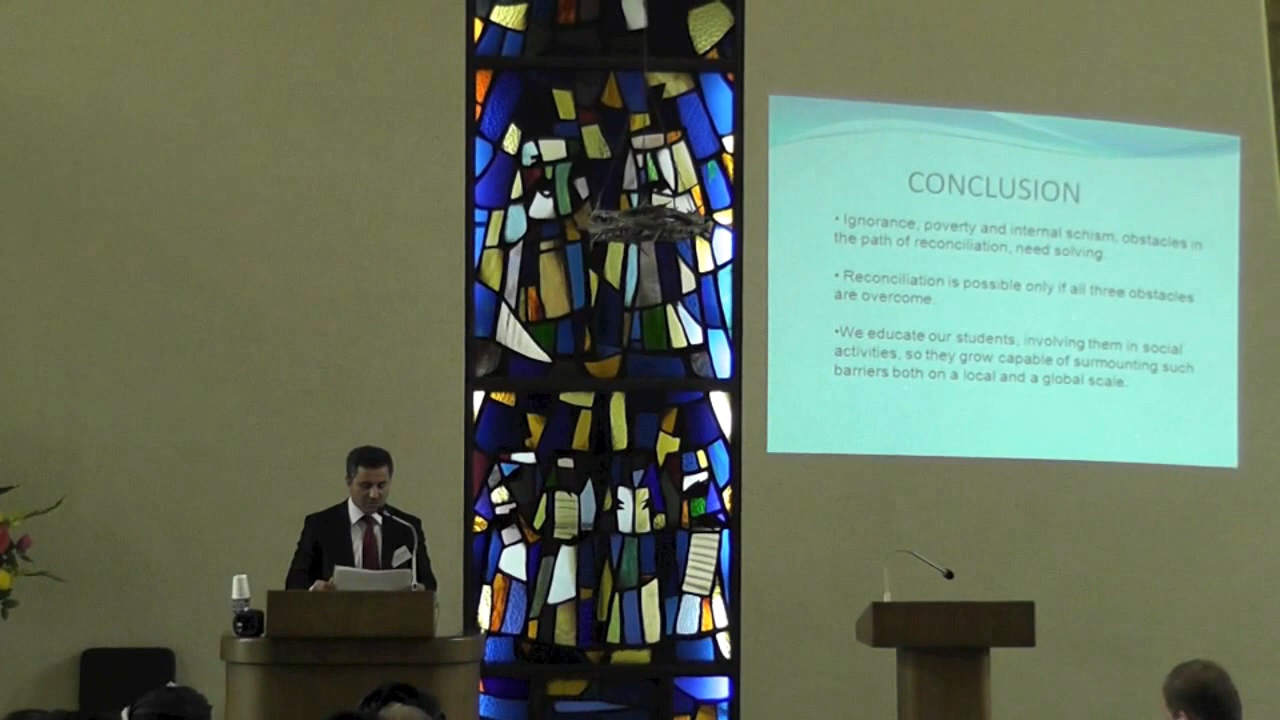 CONCLUSION
• Ignorance, poverty and internal schism, obstacles in
the path of reconciliation, need solving.
• Reconciliation is possible only if all three obstacles
are overcome.
•We educate our students, involving them in social
activities, so they grow capable of surmounting such
barriers both on a local and a global scale.